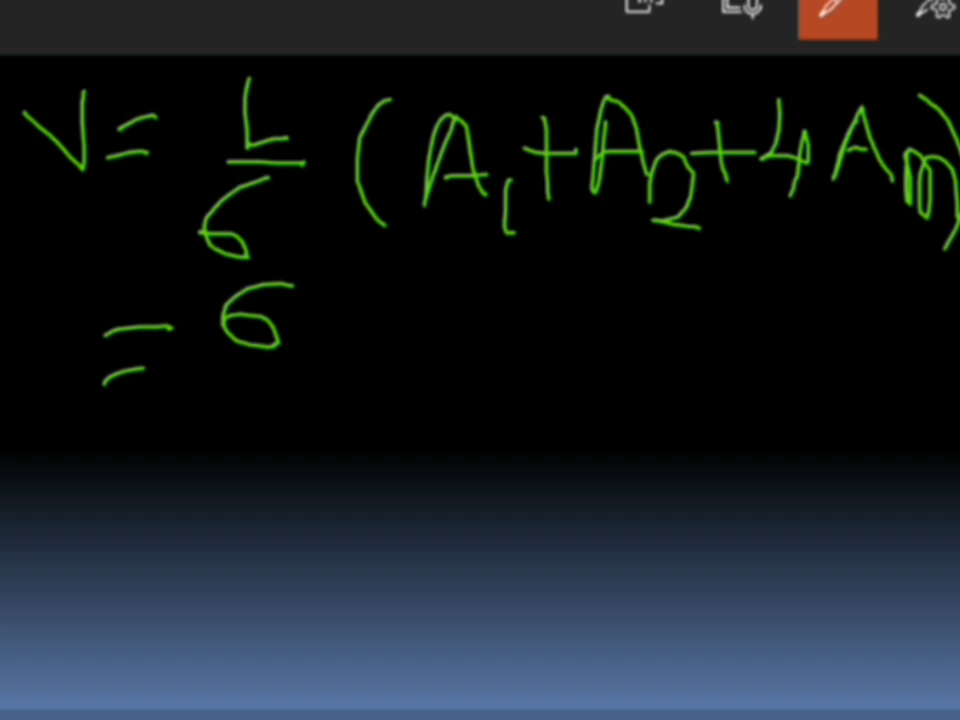 V = L/6 (A₁ + A₂ + 4Am)
= 6